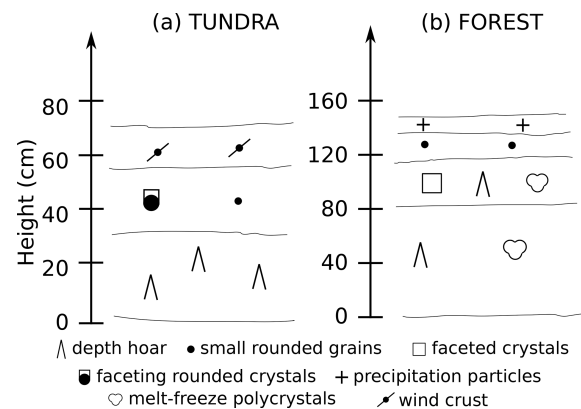 (a) TUNDRA
(b) FOREST
Height (cm)
80
60
40
20
0
160
120
80
40
0
depth hoar
small rounded grains
faceted crystals
faceting rounded crystals
precipitation particles
melt-freeze polycrystals
wind crust